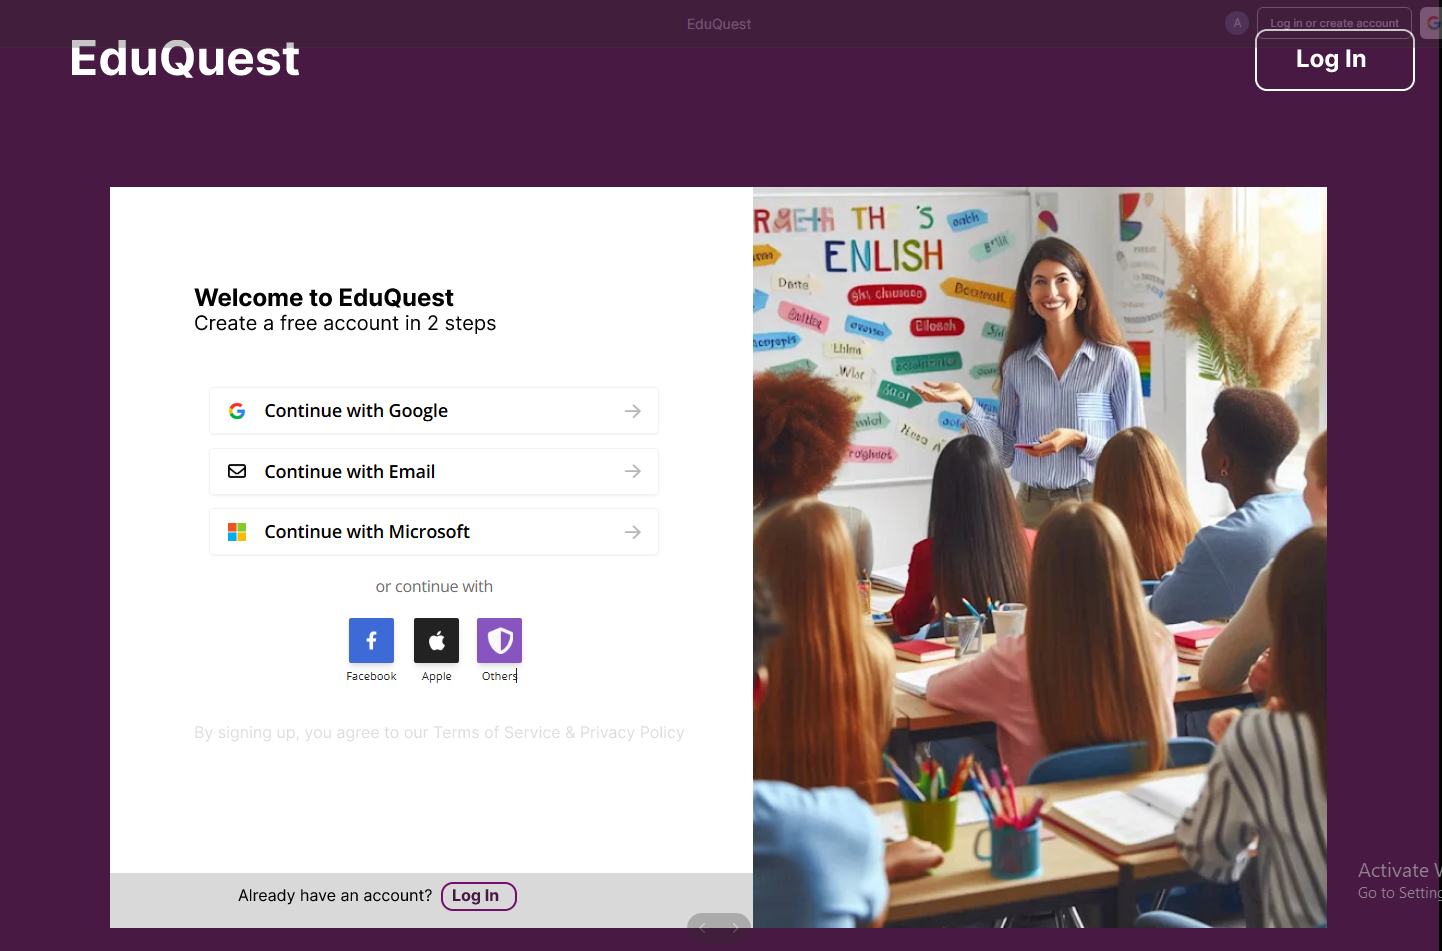 EduQuest
A
Log in or create account
EduQuest
Log In
TH 'S
each
ENLISH
Welcome to EduQuest
Create a free account in 2 steps
Continue with Google
Continue with Email
Continue with Microsoft
or continue with
Facebook
Apple
Others
By signing up, you agree to our Terms of Service & Privacy Policy
Already have an account?
Log In
Activate W
Go to Setting